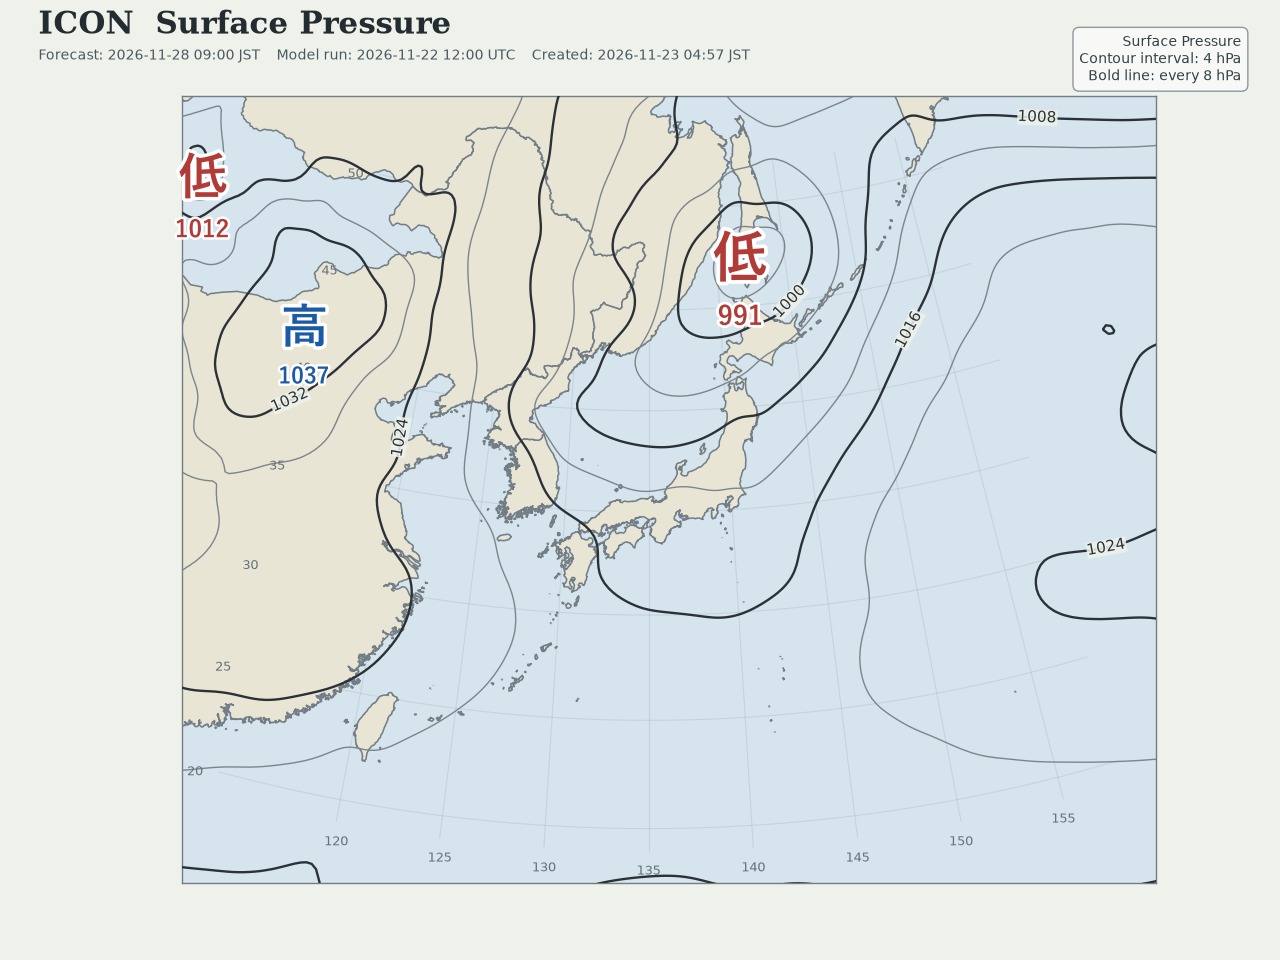 ICON  Surface Pressure
Forecast: 2026-11-28 09:00 JST    Model run: 2026-11-22 12:00 UTC    Created: 2026-11-23 04:57 JST
Surface Pressure
Contour interval: 4 hPa
Bold line: every 8 hPa
1008
低
1012
50
45
高
1037
1032
低
991
1000
1016
1024
35
1024
30
25
20
120
125
130
135
140
145
150
155